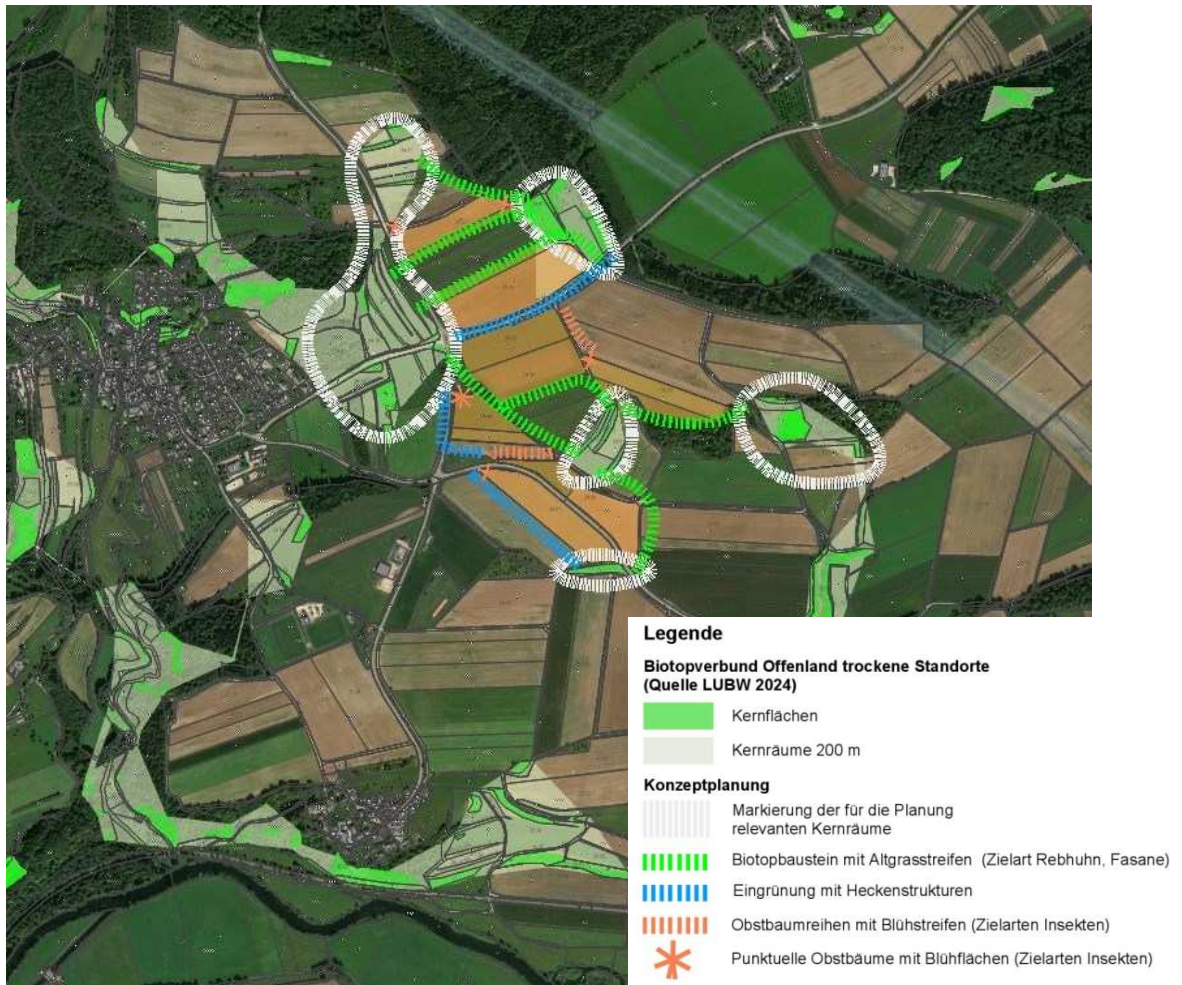 Legende
Biotopverbund Offenland trockene Standorte
(Quelle LUBW 2024)
Kernflächen
Kernräume 200 m
Konzeptplanung
Markierung der für die Planung
relevanten Kernräume
Biotopbaustein mit Altgrasstreifen (Zielart Rebhuhn, Fasane)
Eingrünung mit Heckenstrukturen
Obstbaumreihen mit Blühstreifen (Zielarten Insekten)
Punktuelle Obstbäume mit Blühflächen (Zielarten Insekten)